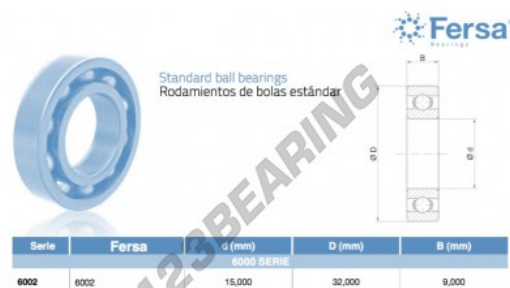 Fersa
Bearings
Standard ball bearings
Rodamientos de bolas estándar
B
Ø D
Ø d
123BEARING
Serie Fersa d (mm) D (mm) B (mm)
6000 SERIE
6002 6002 15,000 32,000 9,000